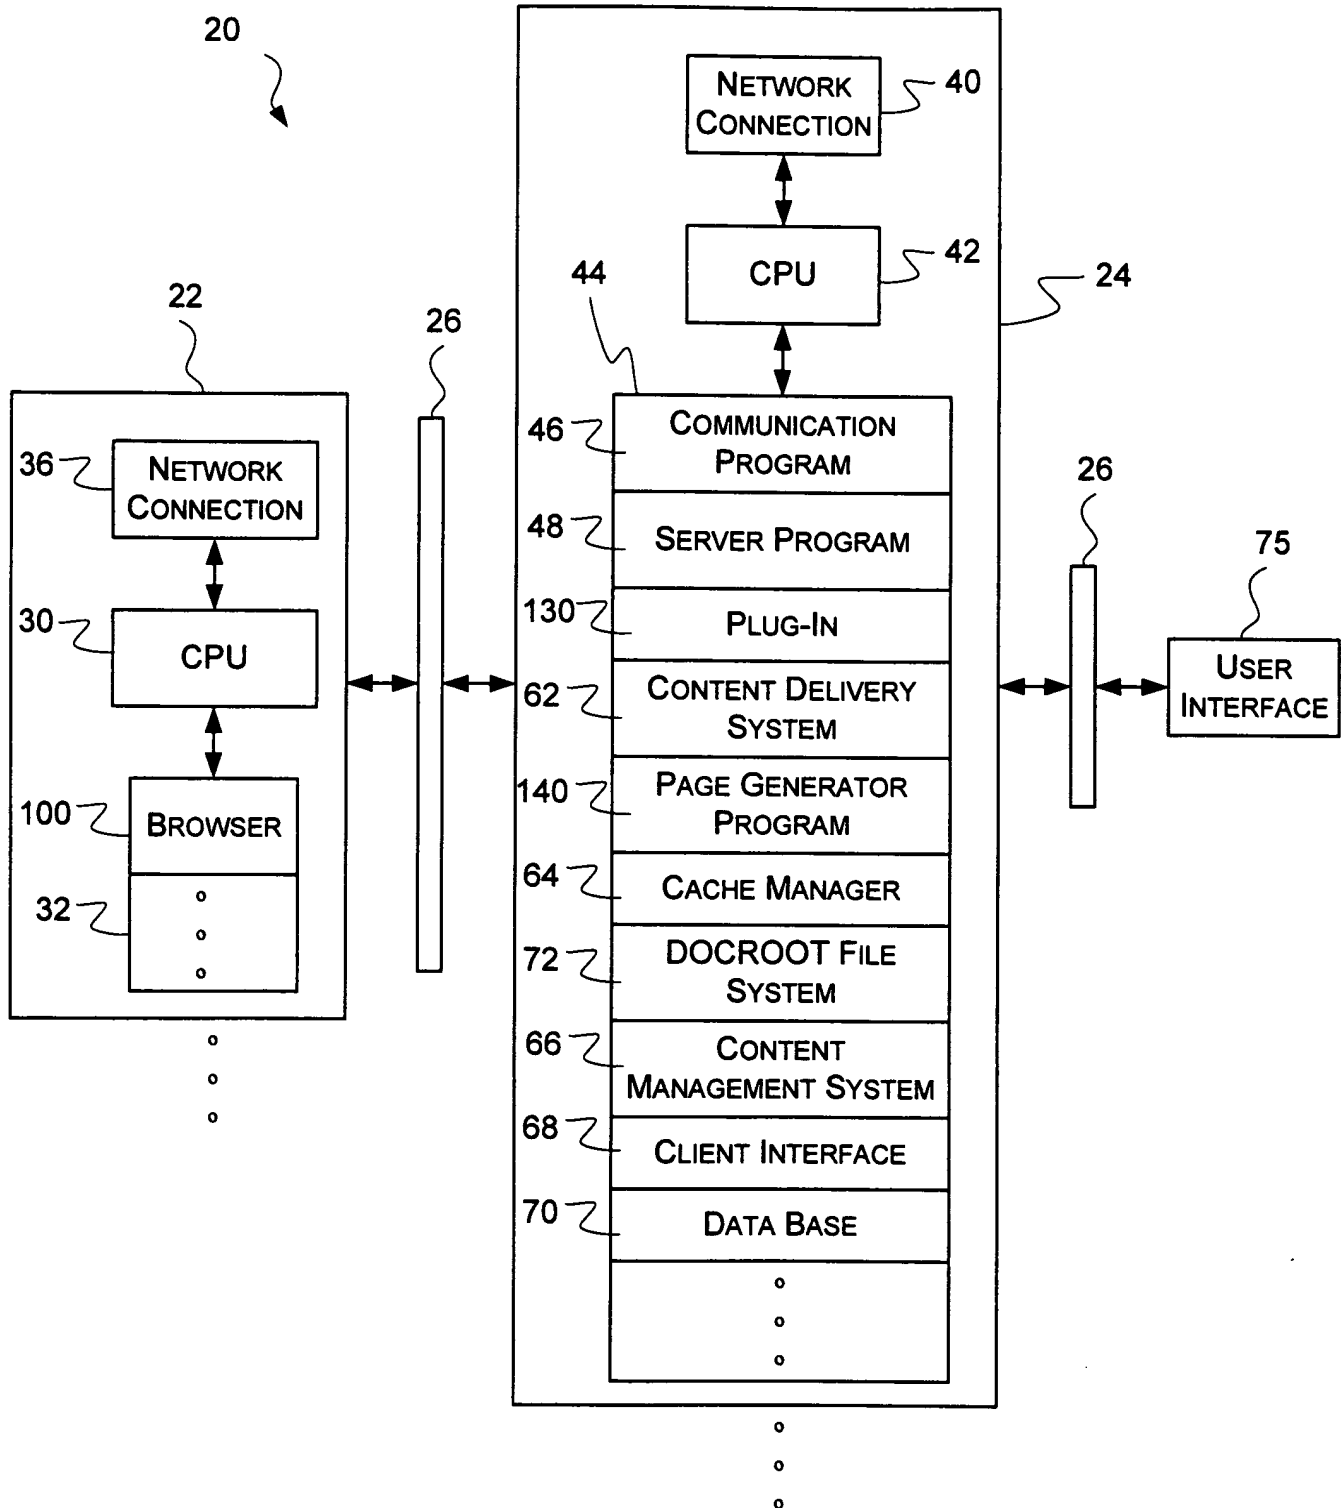 20
NETWORK
CONNECTION
40
CPU
42
44
24
22
26
36
NETWORK
CONNECTION
30
CPU
100
BROWSER
32
46
COMMUNICATION
PROGRAM
48
SERVER PROGRAM
130
PLUG-IN
62
CONTENT DELIVERY
SYSTEM
140
PAGE GENERATOR
PROGRAM
64
CACHE MANAGER
72
DOCROOT FILE
SYSTEM
66
CONTENT
MANAGEMENT SYSTEM
68
CLIENT INTERFACE
70
DATA BASE
26
75
USER
INTERFACE